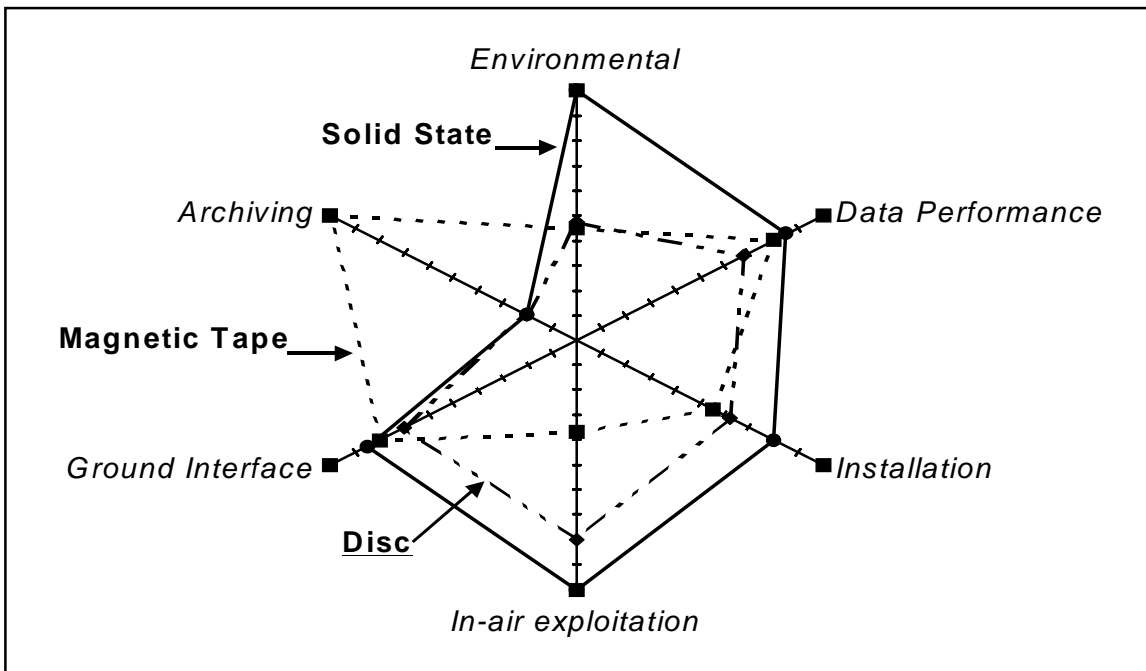 Environmental
Solid State
Archiving
Data Performance
Magnetic Tape
Ground Interface
Installation
Disc
In-air exploitation